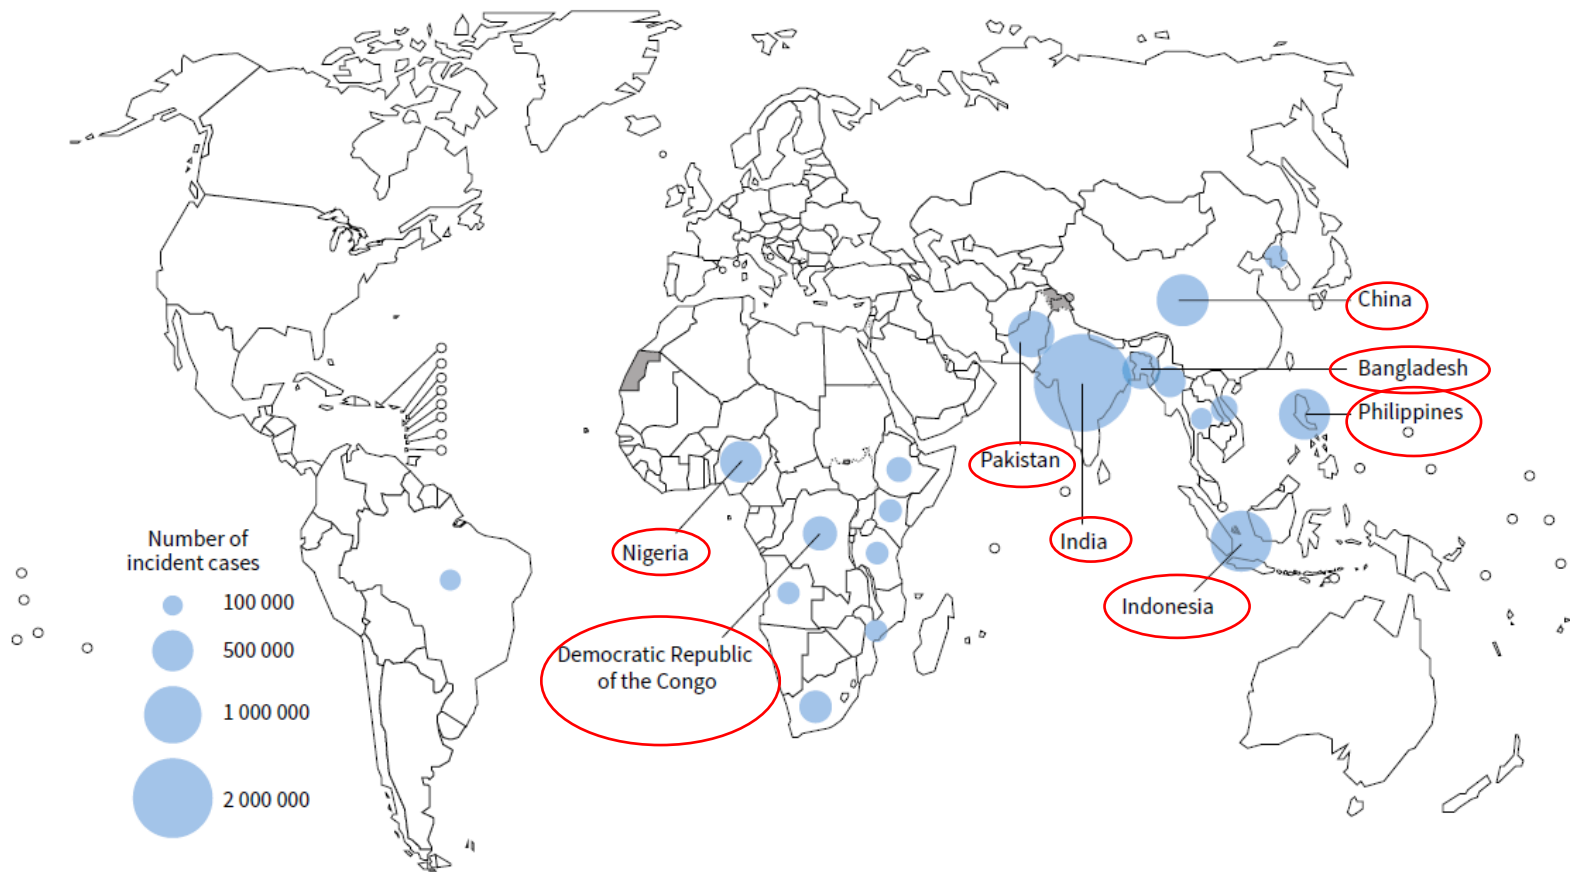 China
Bangladesh
Philippines
Pakistan
India
Nigeria
Indonesia
Democratic Republic
of the Congo
Number of
incident cases
100 000
500 000
1 000 000
2 000 000